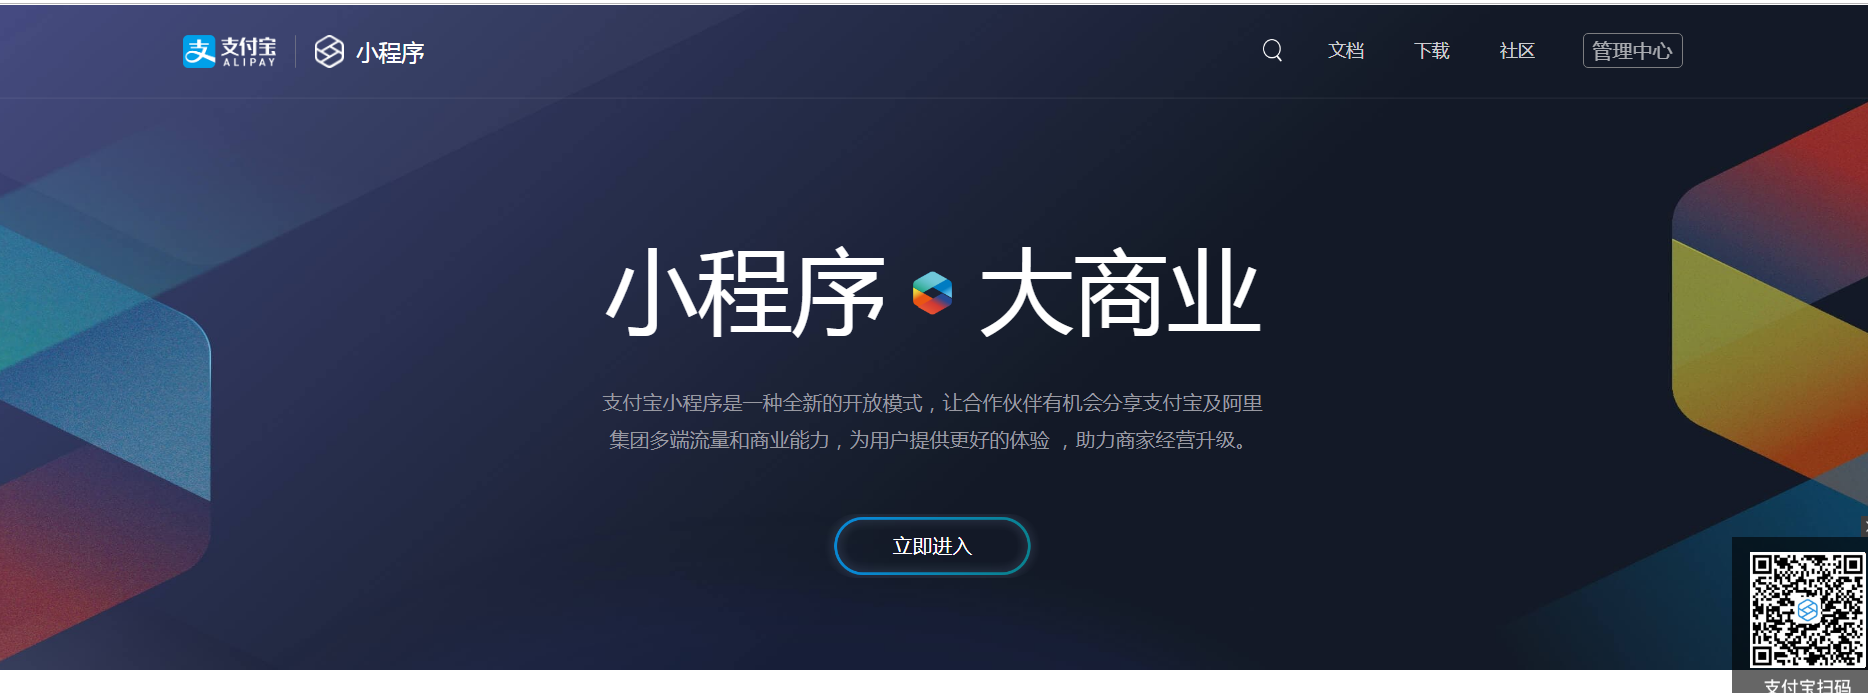 支付宝 小程序 文档 下载 社区 管理中心
ALIPAY
小程序 大商业
支付宝小程序是一种全新的开放模式，让合作伙伴有机会分享支付宝及阿里
集团多端流量和商业能力，为用户提供更好的体验 ，助力商家经营升级。
立即进入
支付宝扫码